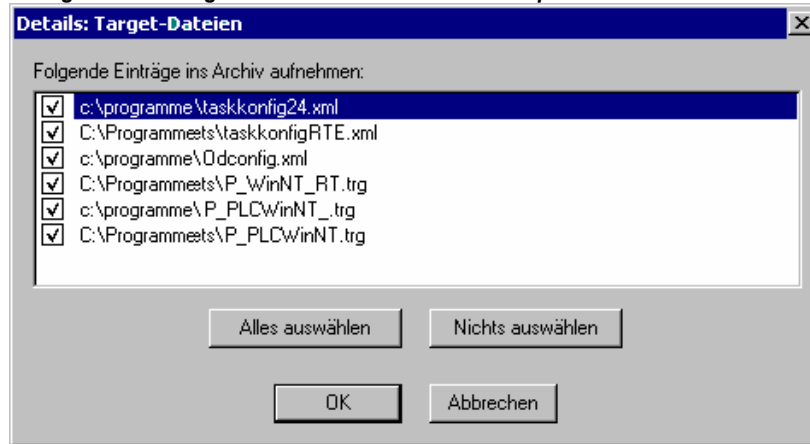 Details: Target-Dateien
Folgende Einträge ins Archiv aufnehmen:
c:\programme\taskkonfig24.xml
C:\Programmeets\taskkonfigRTE.xml
c:\programme\Odconfig.xml
C:\Programmeets\P_WinNT_RT.trg
c:\programme\P_PLCWinNT_.trg
C:\Programmeets\P_PLCWinNT.trg
Alles auswählen Nichts auswählen
OK Abbrechen